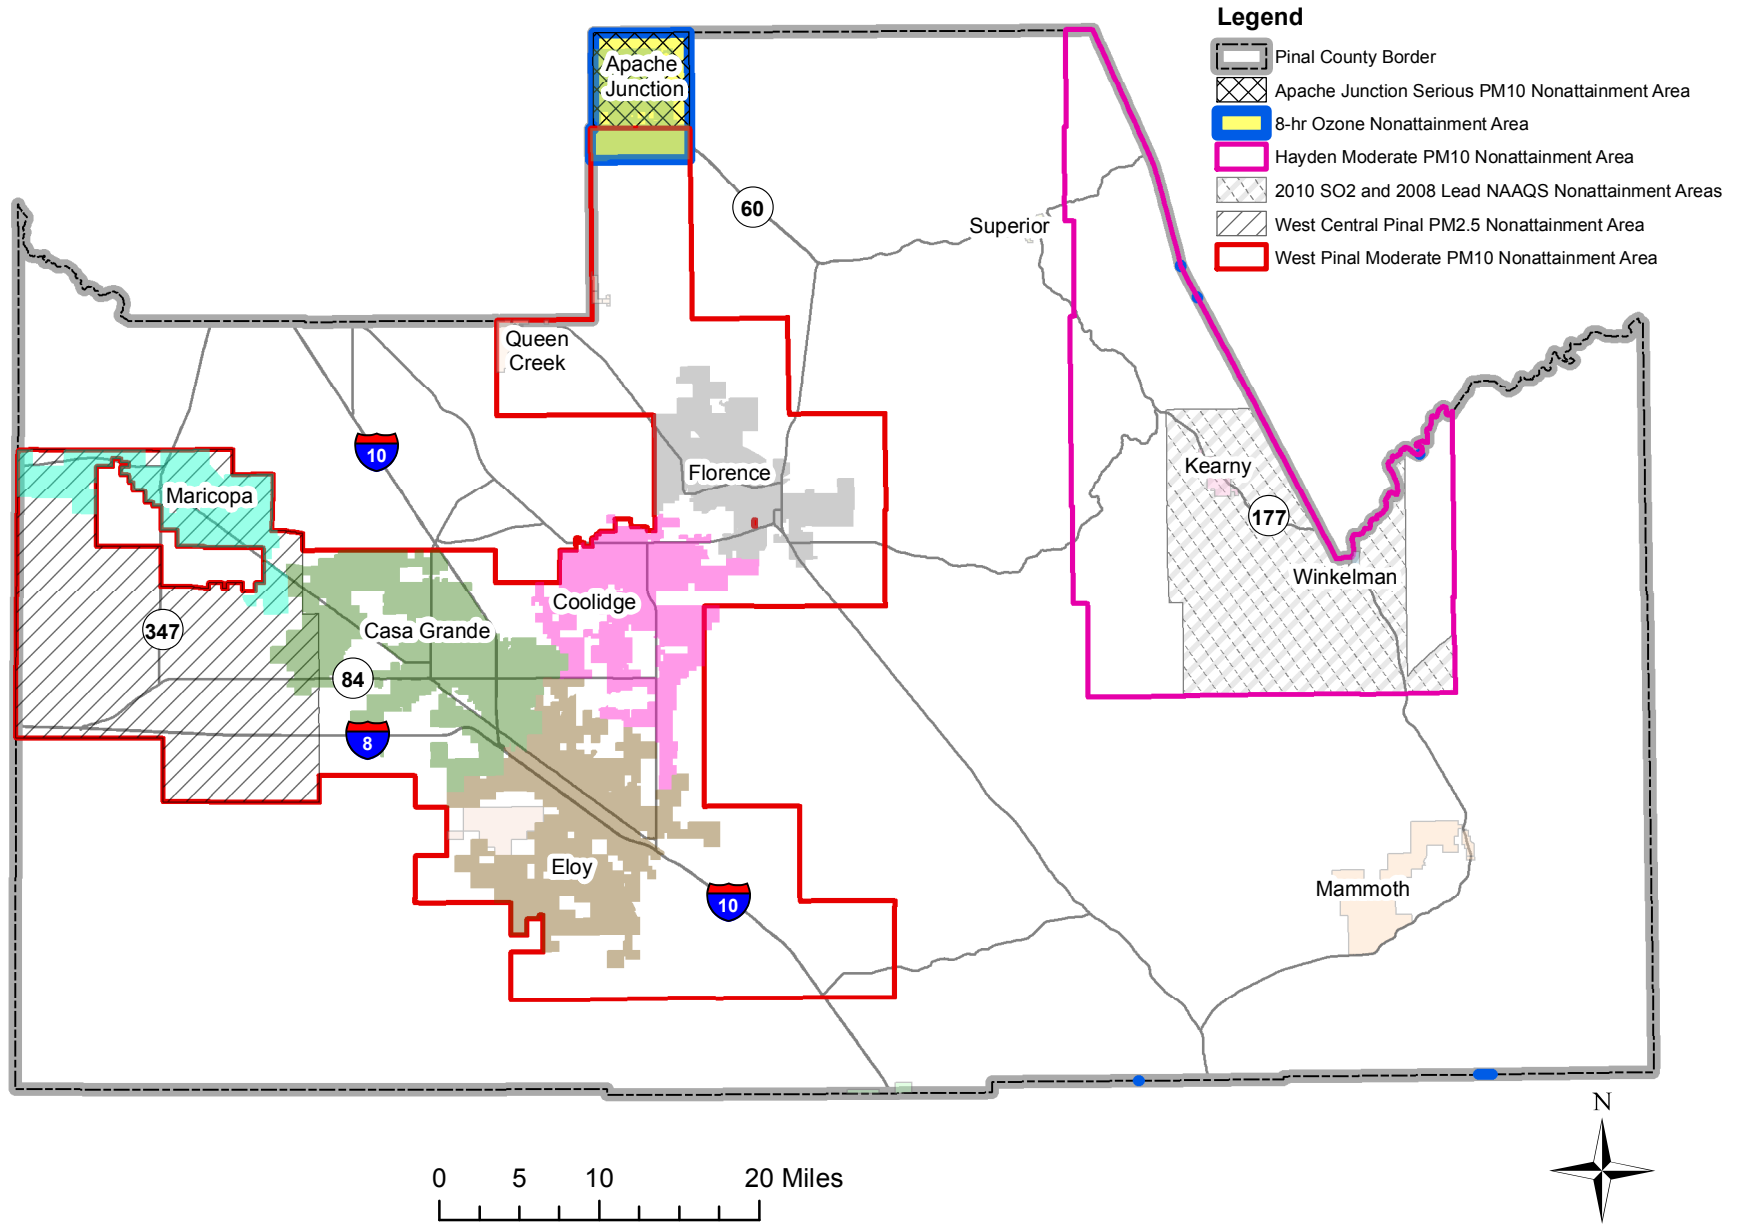 Legend
Pinal County Border
Apache Junction Serious PM10 Nonattainment Area
8-hr Ozone Nonattainment Area
Hayden Moderate PM10 Nonattainment Area
2010 SO2 and 2008 Lead NAAQS Nonattainment Areas
West Central Pinal PM2.5 Nonattainment Area
West Pinal Moderate PM10 Nonattainment Area
Apache
Junction
60
Superior
Queen
Creek
10
Florence
Kearny
Maricopa
177
Winkelman
Coolidge
347
Casa Grande
84
8
Eloy
Mammoth
10
N
0 5 10 20 Miles